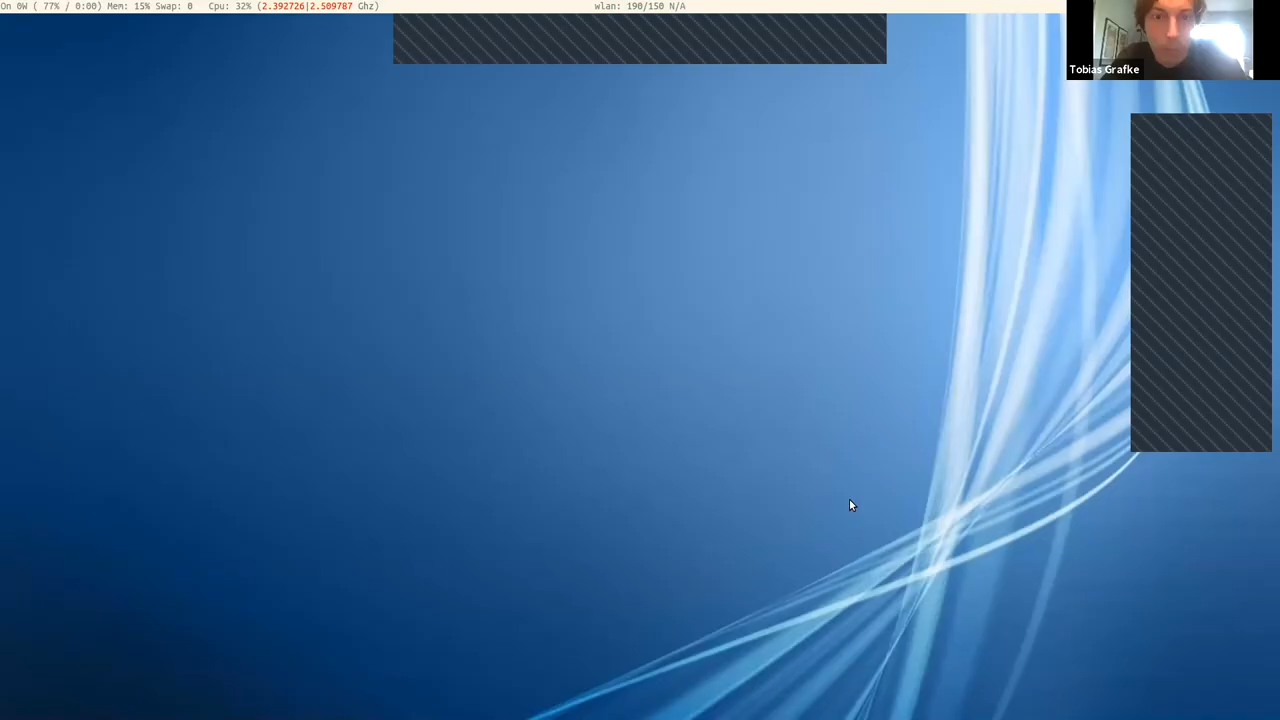 On 0W ( 77% / 0:00) Mem: 15% Swap: 0 Cpu: 32% (2.392726|2.509787 Ghz)
wlan: 190/150 N/A
Tobias Grafke